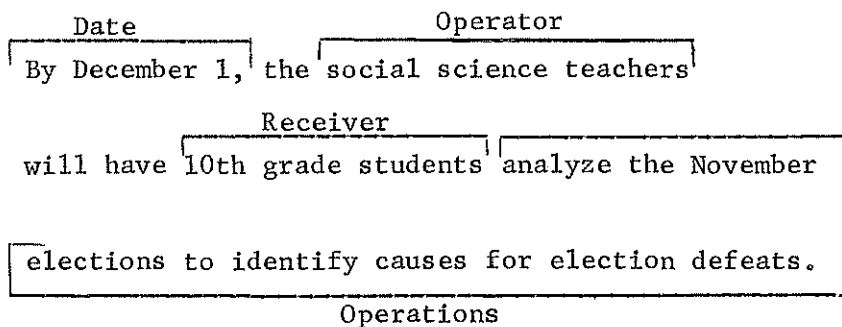 Date Operator
By December 1, the social science teachers
Receiver
will have 10th grade students analyze the November
elections to identify causes for election defeats.
Operations